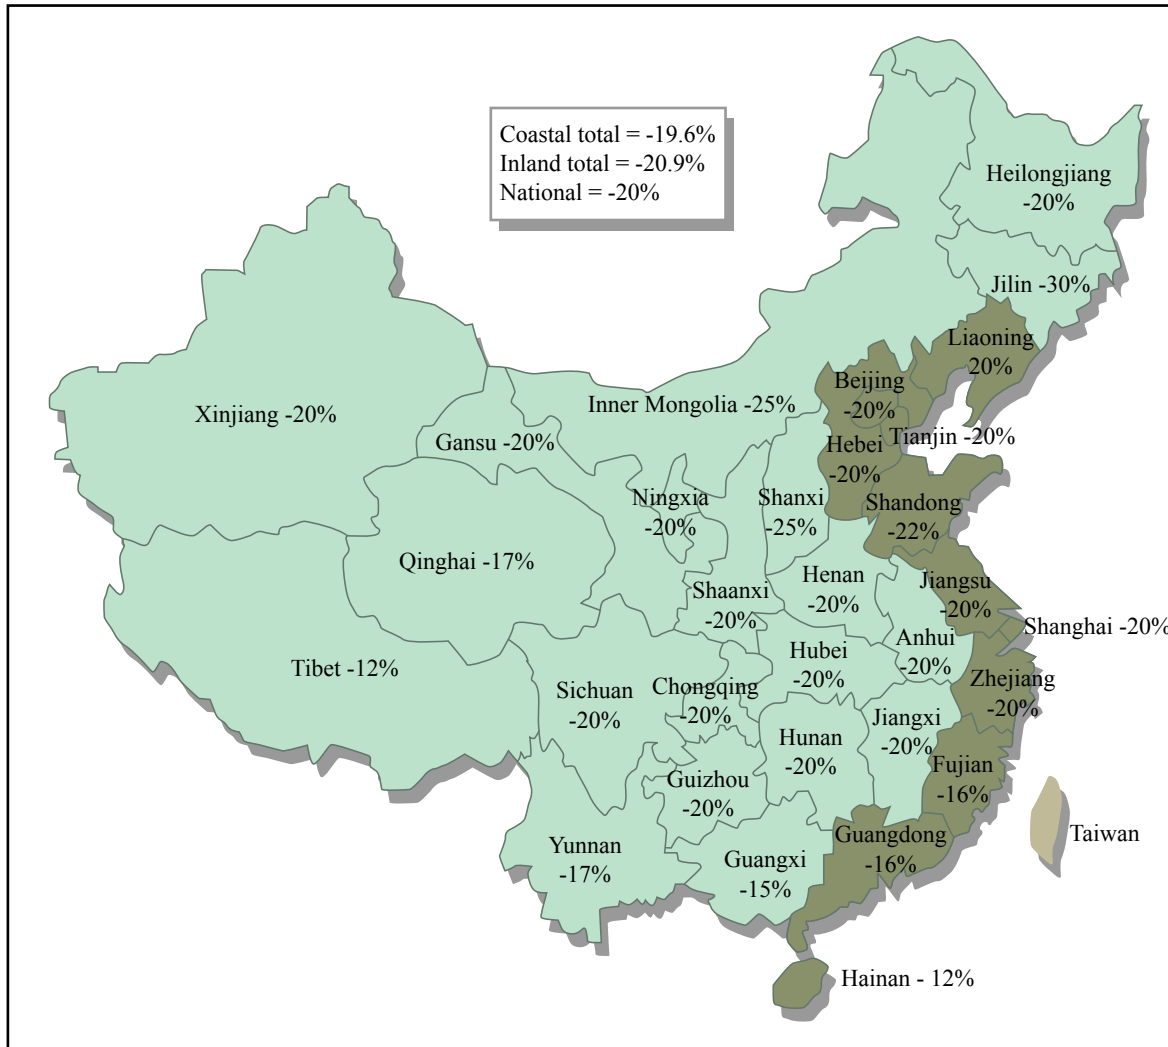 Coastal total = -19.6%
Inland total = -20.9%
National = -20%
Heilongjiang
-20%
Jilin -30%
Liaoning
20%
Beijing
-20%
Xinjiang -20%
Inner Mongolia -25%
Gansu -20%
Tianjin -20%
Hebei
-20%
Ningxia
-20%
Shanxi
-25%
Shandong
-22%
Qinghai -17%
Henan
-20%
Jiangsu
-20%
Shaanxi
-20%
Shanghai -20%
Anhui
-20%
Hubei
-20%
Tibet -12%
Zhejiang
-20%
Sichuan
-20%
Chongqing
-20%
Jiangxi
-20%
Hunan
-20%
Fujian
-16%
Guizhou
-20%
Taiwan
Guangdong
-16%
Yunnan
-17%
Guangxi
-15%
Hainan - 12%